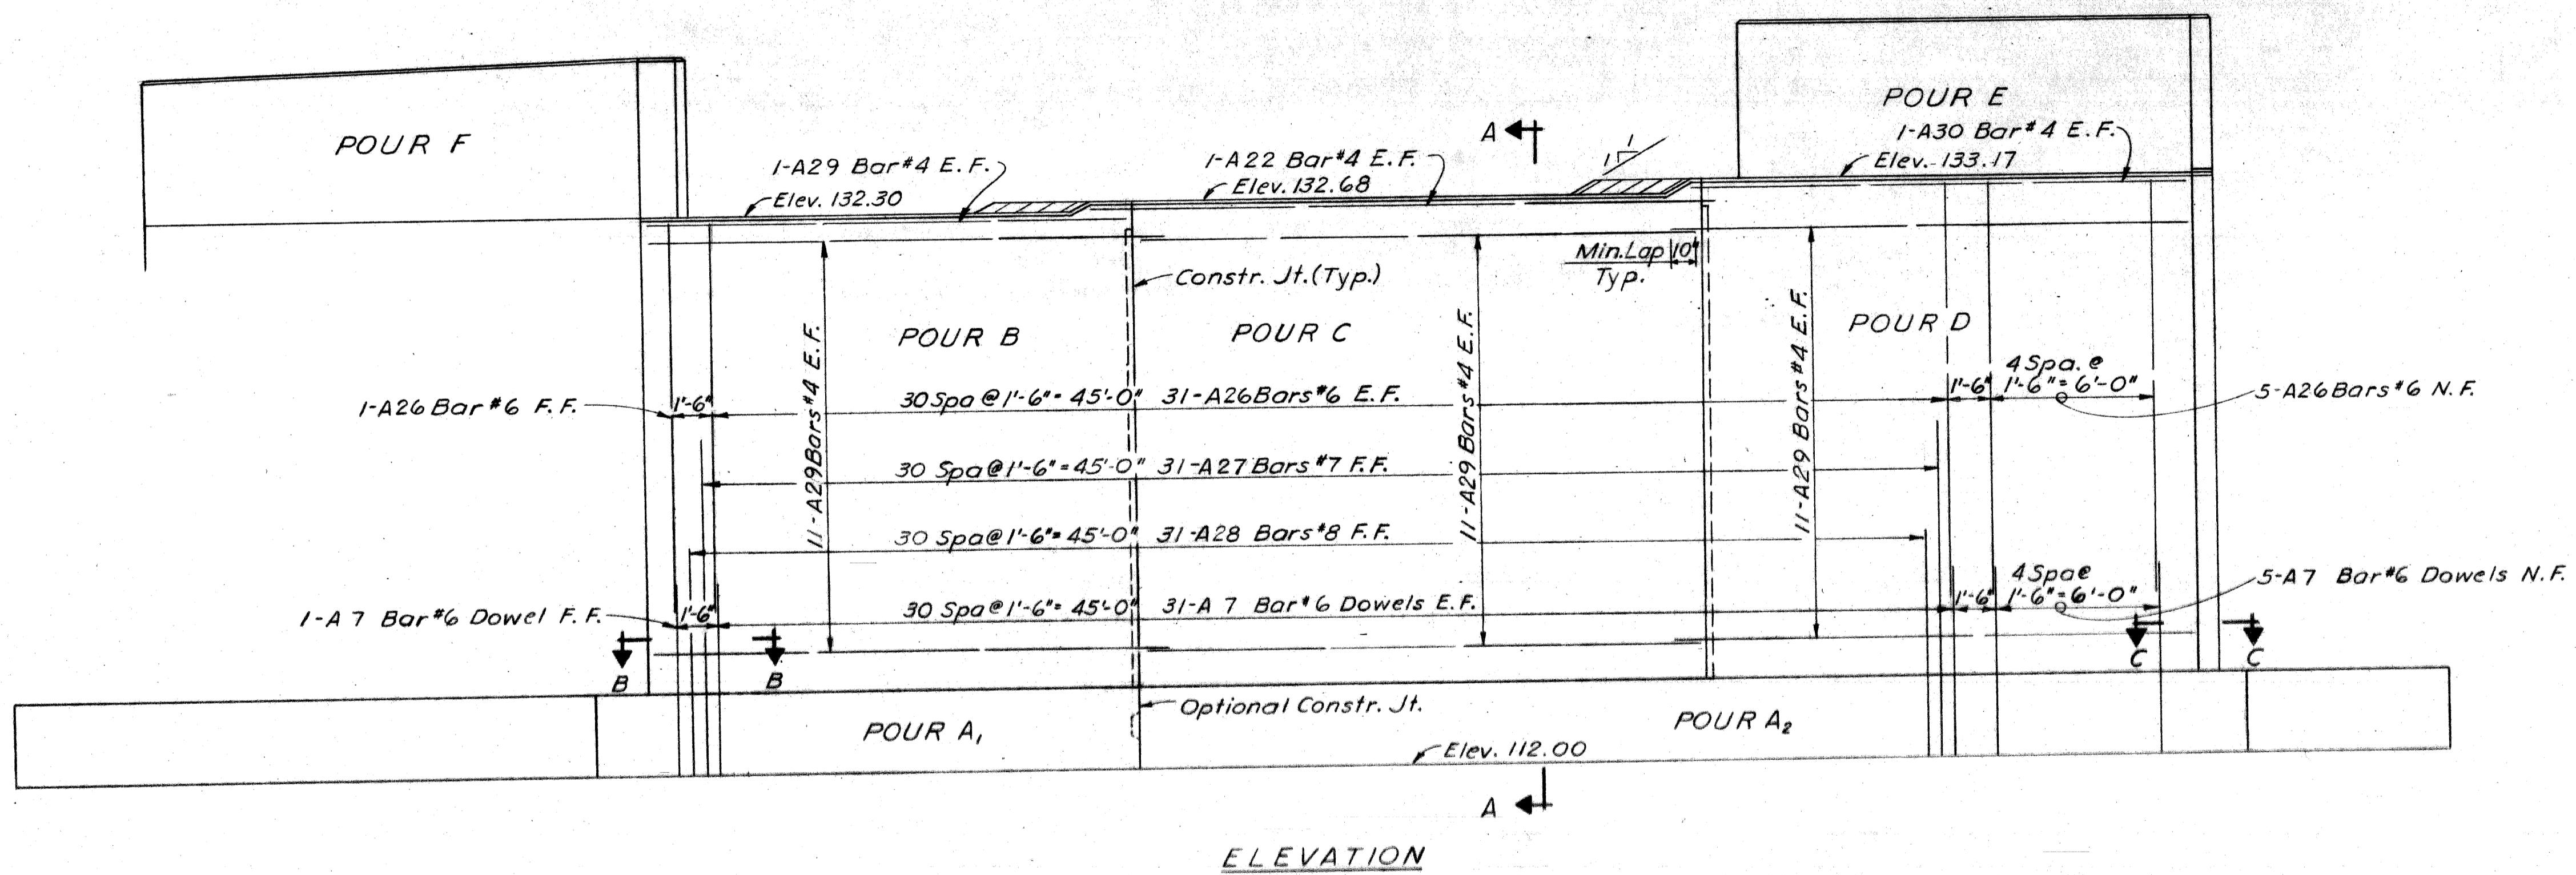 POUR F
POUR E
1-A30 Bar #4 E.F.
Elev. 133.17
A
1-A29 Bar #4 E.F.
Elev. 132.30
1-A22 Bar #4 E.F.
Elev. 132.68
1
1
Min. Lap 10"
Typ.
Constr. Jt. (Typ.)
POUR B
POUR C
POUR D
11-A29 Bars #4 E.F.
11-A29 Bars #4 E.F.
11-A29 Bars #4 E.F.
1-A26 Bar #6 F.F.
1'-6"
30 Spa @ 1'-6" = 45'-0"
31-A26 Bars #6 E.F.
1'-6"
4 Spa. @
1'-6" = 6'-0"
5-A26 Bars #6 N.F.
30 Spa @ 1'-6" = 45'-0"
31-A27 Bars #7 F.F.
30 Spa @ 1'-6" = 45'-0"
31-A28 Bars #8 F.F.
1-A7 Bar #6 Dowel F.F.
1'-6"
30 Spa @ 1'-6" = 45'-0"
31-A7 Bar #6 Dowels E.F.
1'-6"
4 Spa @
1'-6" = 6'-0"
5-A7 Bar #6 Dowels N.F.
B
B
C
C
Optional Constr. Jt.
POUR A1
POUR A2
Elev. 112.00
A
ELEVATION